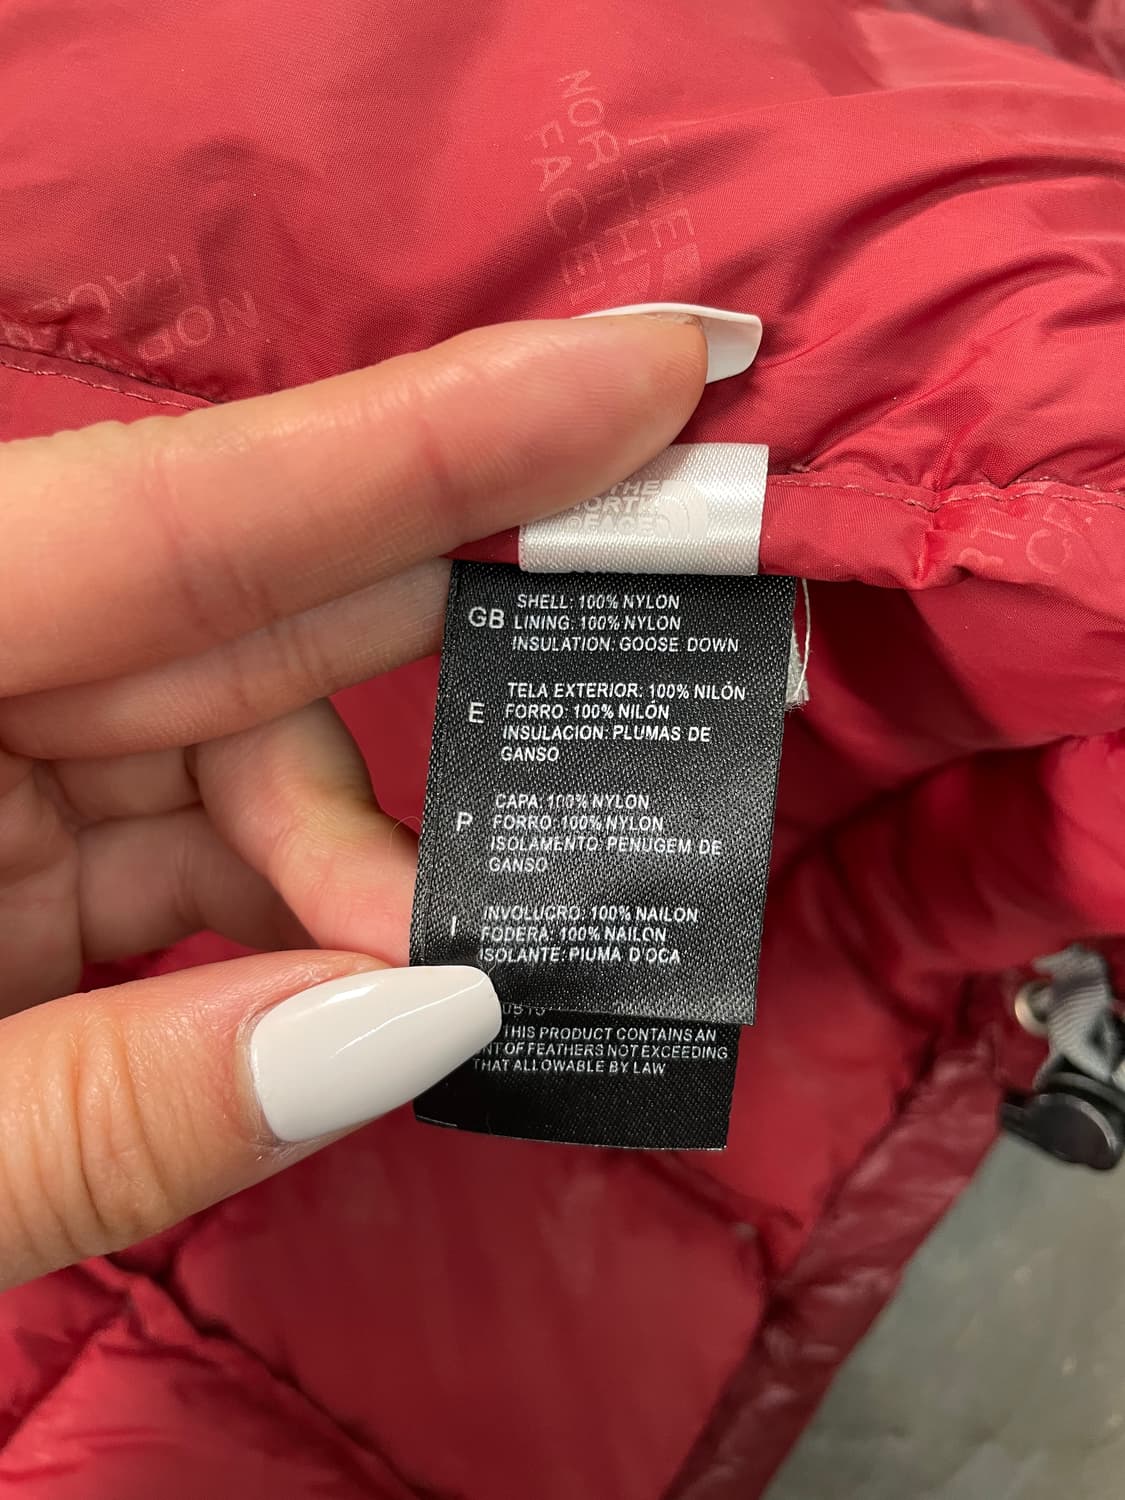 THE
NORTH
FACE
NOR
FAC
THE
NORTH
FACE
GB
SHELL: 100% NYLON
LINING: 100% NYLON
INSULATION: GOOSE DOWN
E
TELA EXTERIOR: 100% NILÓN
FORRO: 100% NILÓN
INSULACION: PLUMAS DE
GANSO
P
CAPA: 100% NYLON
FORRO: 100% NYLON
ISOLAMENTO: PENUGEM DE
GANSO
I
INVOLUCRO: 100% NAILON
FODERA: 100% NAILON
ISOLANTE: PIUMA D'OCA
THIS PRODUCT CONTAINS AN
NT OF FEATHERS NOT EXCEEDING
THAT ALLOWABLE BY LAW